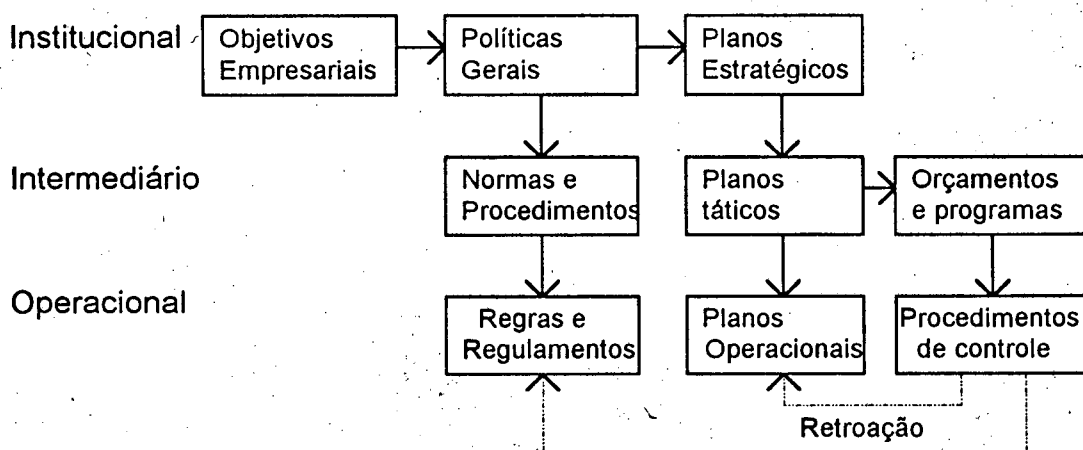 Institucional
Objetivos
Empresariais
Políticas
Gerais
Planos
Estratégicos
Intermediário
Normas e
Procedimentos
Planos
táticos
Orçamentos
e programas
Operacional
Regras e
Regulamentos
Planos
Operacionais
Procedimentos
de controle
Retroação